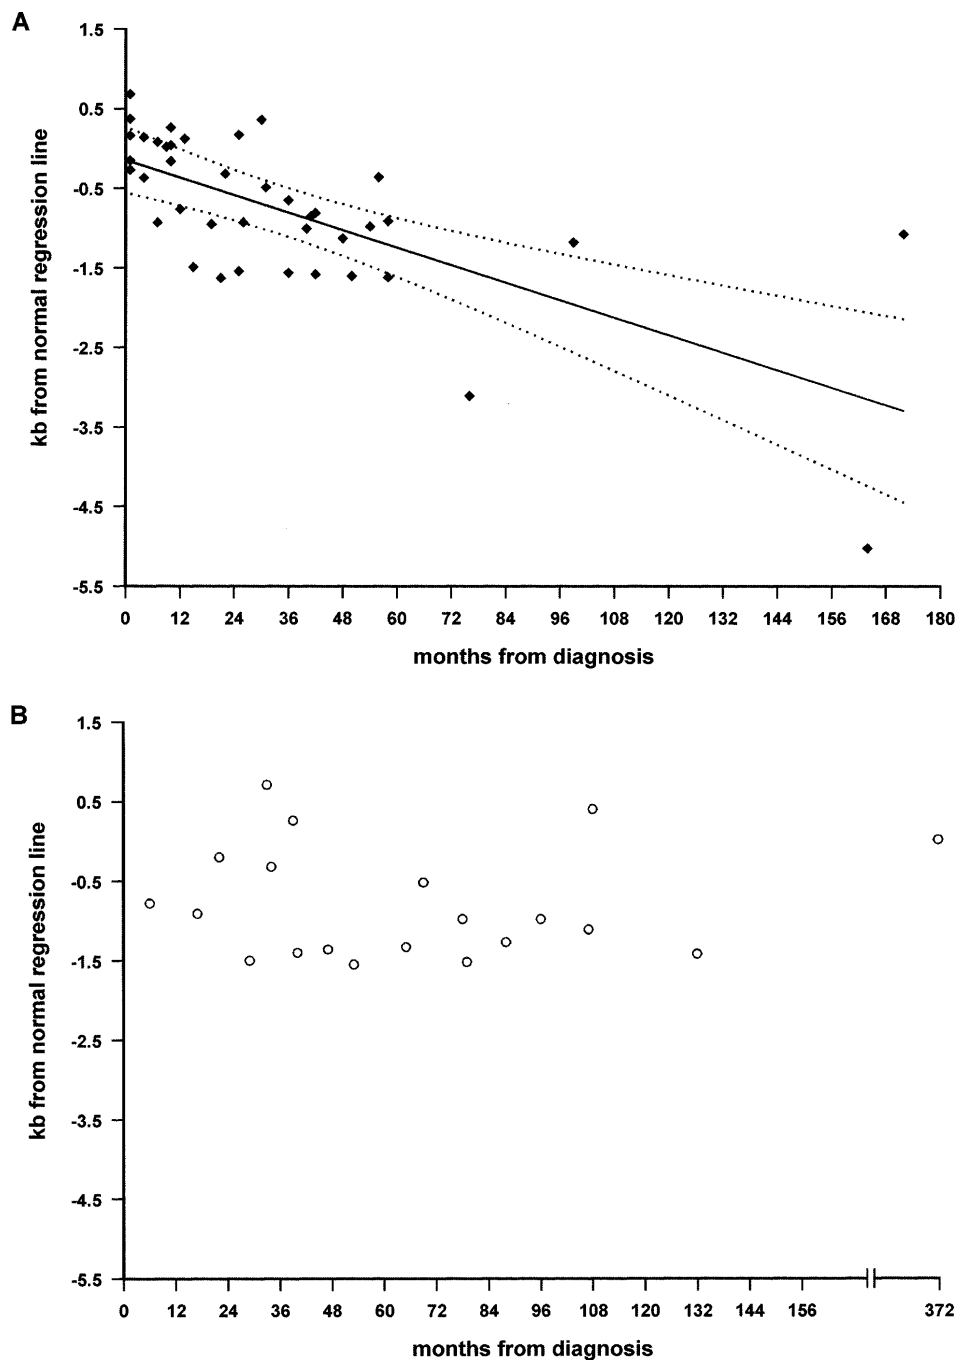 A
kb from normal regression line
1.5
0.5
-0.5
-1.5
-2.5
-3.5
-4.5
-5.5
0 12 24 36 48 60 72 84 96 108 120 132 144 156 168 180
months from diagnosis
B
kb from normal regression line
1.5
0.5
-0.5
-1.5
-2.5
-3.5
-4.5
-5.5
0 12 24 36 48 60 72 84 96 108 120 132 144 156 372
months from diagnosis